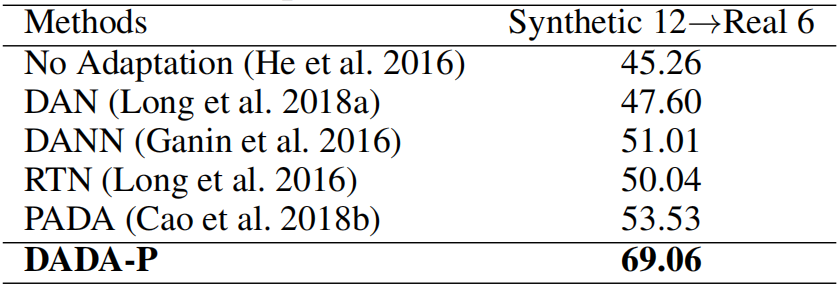 Methods Synthetic 12→Real 6
No Adaptation (He et al. 2016) 45.26
DAN (Long et al. 2018a) 47.60
DANN (Ganin et al. 2016) 51.01
RTN (Long et al. 2016) 50.04
PADA (Cao et al. 2018b) 53.53
DADA-P 69.06